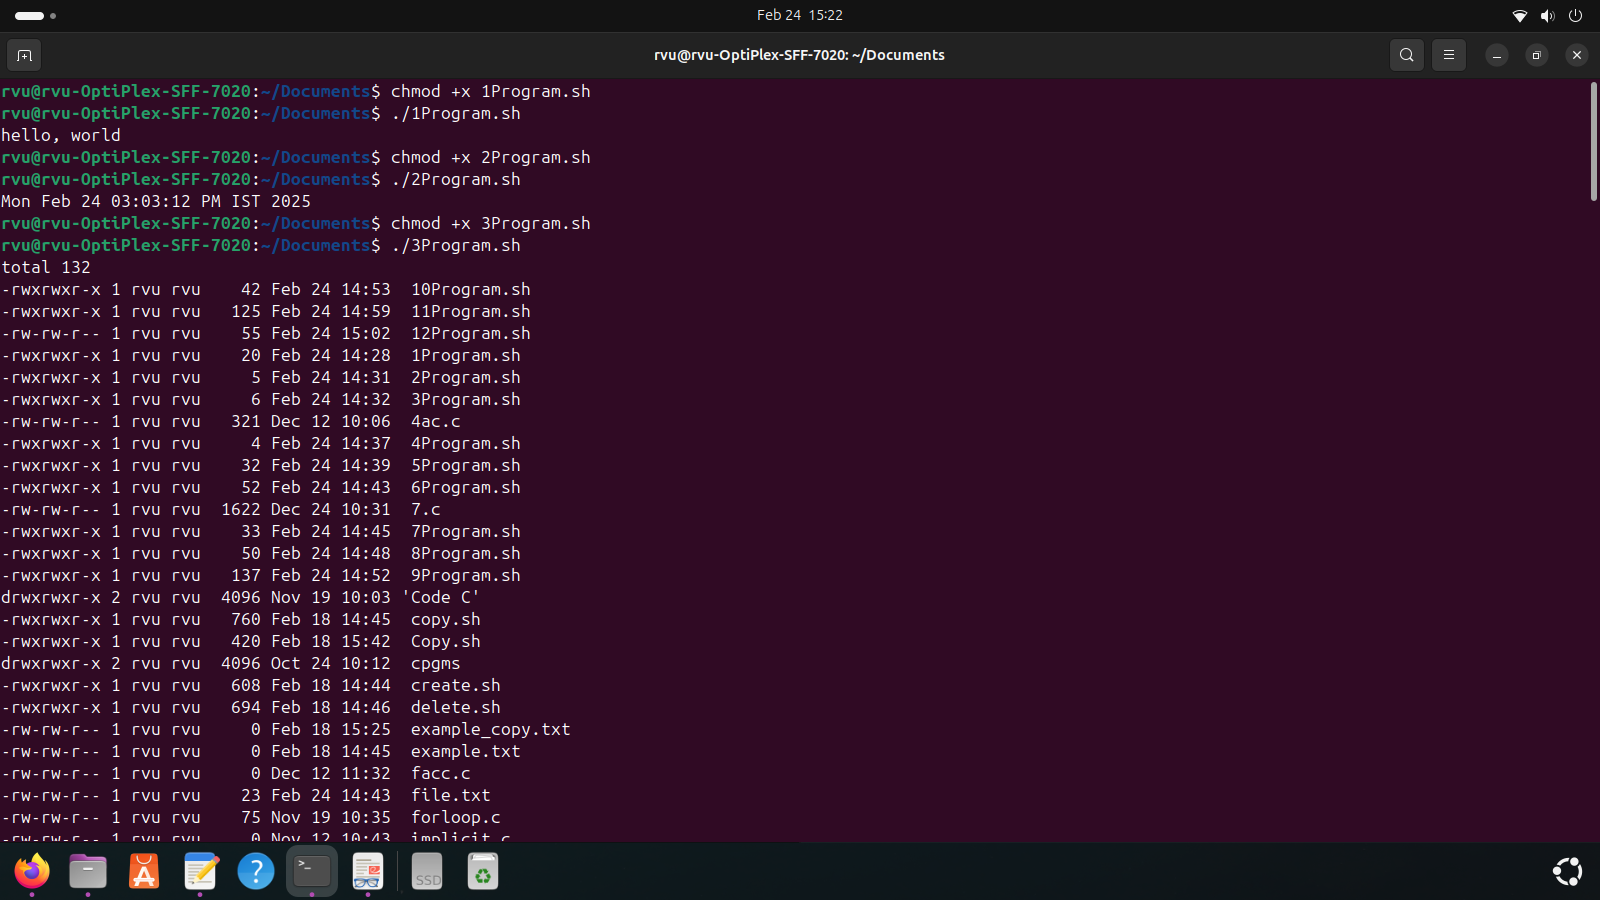 Feb 24 15:22
rvu@rvu-OptiPlex-SFF-7020: ~/Documents
rvu@rvu-OptiPlex-SFF-7020:~/Documents$ chmod +x 1Program.sh
rvu@rvu-OptiPlex-SFF-7020:~/Documents$ ./1Program.sh
hello, world
rvu@rvu-OptiPlex-SFF-7020:~/Documents$ chmod +x 2Program.sh
rvu@rvu-OptiPlex-SFF-7020:~/Documents$ ./2Program.sh
Mon Feb 24 03:03:12 PM IST 2025
rvu@rvu-OptiPlex-SFF-7020:~/Documents$ chmod +x 3Program.sh
rvu@rvu-OptiPlex-SFF-7020:~/Documents$ ./3Program.sh
total 132
-rwxrwxr-x 1 rvu rvu    42 Feb 24 14:53  10Program.sh
-rwxrwxr-x 1 rvu rvu   125 Feb 24 14:59  11Program.sh
-rw-rw-r-- 1 rvu rvu    55 Feb 24 15:02  12Program.sh
-rwxrwxr-x 1 rvu rvu    20 Feb 24 14:28  1Program.sh
-rwxrwxr-x 1 rvu rvu     5 Feb 24 14:31  2Program.sh
-rwxrwxr-x 1 rvu rvu     6 Feb 24 14:32  3Program.sh
-rw-rw-r-- 1 rvu rvu   321 Dec 12 10:06  4ac.c
-rwxrwxr-x 1 rvu rvu     4 Feb 24 14:37  4Program.sh
-rwxrwxr-x 1 rvu rvu    32 Feb 24 14:39  5Program.sh
-rwxrwxr-x 1 rvu rvu    52 Feb 24 14:43  6Program.sh
-rw-rw-r-- 1 rvu rvu  1622 Dec 24 10:31  7.c
-rwxrwxr-x 1 rvu rvu    33 Feb 24 14:45  7Program.sh
-rwxrwxr-x 1 rvu rvu    50 Feb 24 14:48  8Program.sh
-rwxrwxr-x 1 rvu rvu   137 Feb 24 14:52  9Program.sh
drwxrwxr-x 2 rvu rvu  4096 Nov 19 10:03 'Code C'
-rwxrwxr-x 1 rvu rvu   760 Feb 18 14:45  copy.sh
-rwxrwxr-x 1 rvu rvu   420 Feb 18 15:42  Copy.sh
drwxrwxr-x 2 rvu rvu  4096 Oct 24 10:12  cpgms
-rwxrwxr-x 1 rvu rvu   608 Feb 18 14:44  create.sh
-rwxrwxr-x 1 rvu rvu   694 Feb 18 14:46  delete.sh
-rw-rw-r-- 1 rvu rvu     0 Feb 18 15:25  example_copy.txt
-rw-rw-r-- 1 rvu rvu     0 Feb 18 14:45  example.txt
-rw-rw-r-- 1 rvu rvu     0 Dec 12 11:32  facc.c
-rw-rw-r-- 1 rvu rvu    23 Feb 24 14:43  file.txt
-rw-rw-r-- 1 rvu rvu    75 Nov 19 10:35  forloop.c
-rw-rw-r-- 1 rvu rvu     0 Nov 12 10:43  implicit.c
SSD